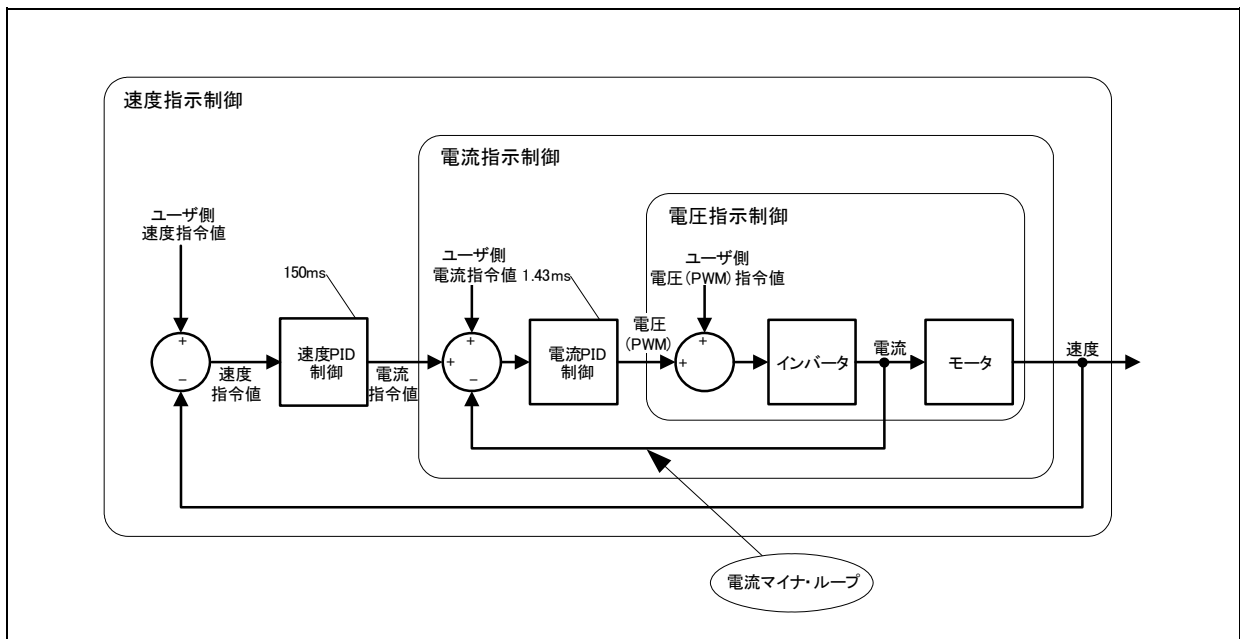 速度指示制御
電流指示制御
電圧指示制御
ユーザ側
速度指令値
ユーザ側
電流指令値
ユーザ側
電圧(PWM)指令値
150ms
1.43ms
+
−
速度
指令値
速度PID
制御
電流
指令値
+
+
−
電流PID
制御
電圧
(PWM)
+
+
インバータ
電流
モータ
速度
電流マイナ・ループ